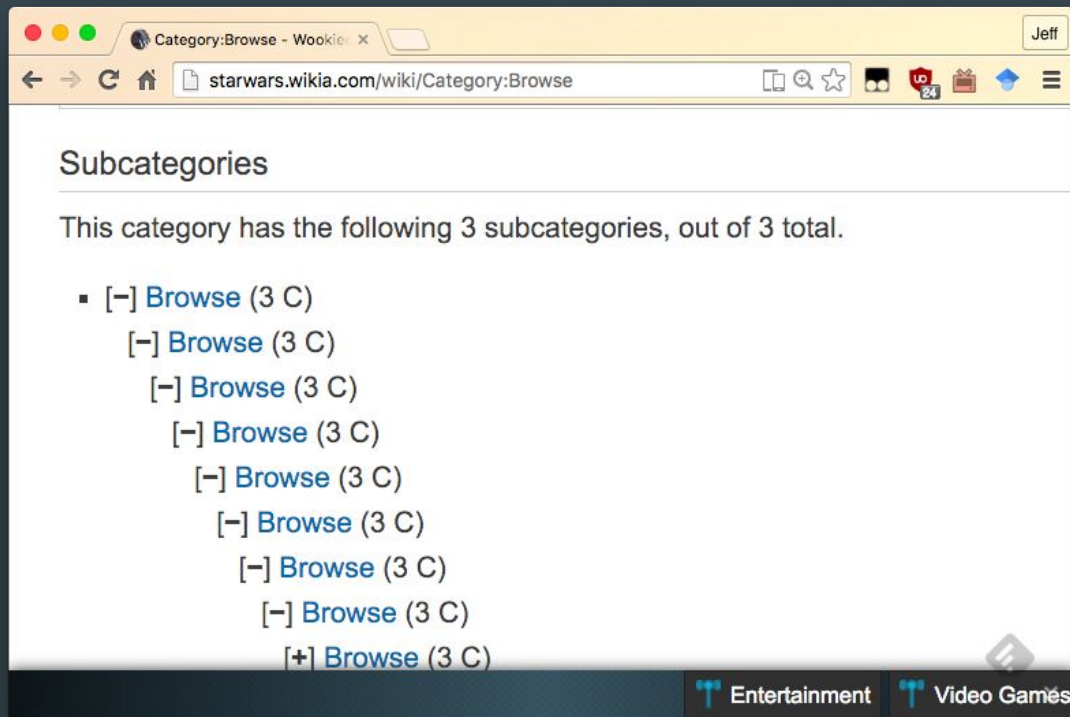 Category:Browse - Wookiee
Jeff
starwars.wikia.com/wiki/Category:Browse
24
Subcategories
This category has the following 3 subcategories, out of 3 total.
[−] Browse (3 C)
[−] Browse (3 C)
[−] Browse (3 C)
[−] Browse (3 C)
[−] Browse (3 C)
[−] Browse (3 C)
[−] Browse (3 C)
[−] Browse (3 C)
[+] Browse (3 C)
Entertainment Video Games